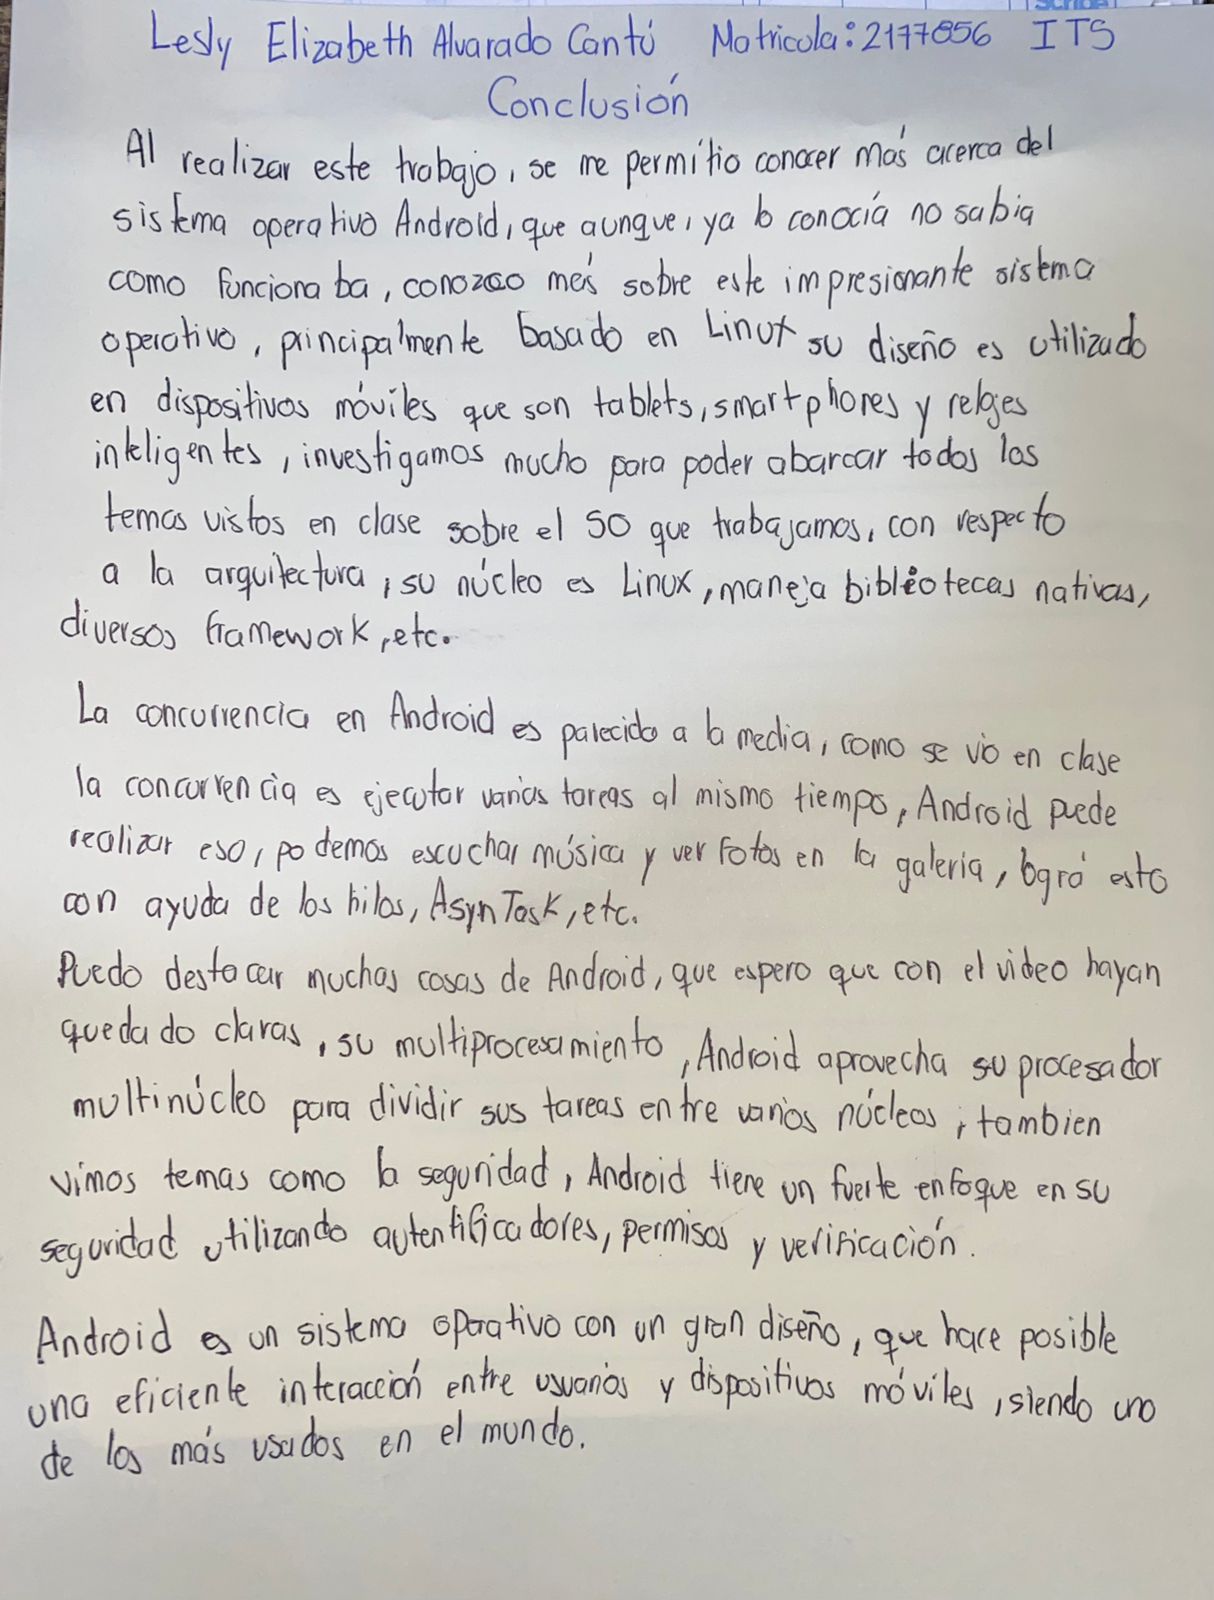 Lesly Elizabeth Alvarado Cantú Matricula: 2177856 ITS
Conclusión
Al realizar este trabajo, se me permitio conocer más acerca del
sistema operativo Android, que aunque, ya lo conocía no sabia
como funcionaba, conozco más sobre este impresionante sistema
operativo, principalmente basado en Linux su diseño es utilizado
en dispositivos móviles que son tablets, smartphones y relojes
inteligentes, investigamos mucho para poder abarcar todos los
temas vistos en clase sobre el SO que trabajamos, con respecto
a la arquitectura, su núcleo es Linux, maneja bibliotecas nativas,
diversos framework, etc.
La concurrencia en Android es parecido a la media, como se vio en clase
la concurrencia es ejecutar varias tareas al mismo tiempo, Android puede
realizar eso, podemos escuchar música y ver fotos en la galería, logra esto
con ayuda de los hilos, AsynTask, etc.
Puedo destacar muchas cosas de Android, que espero que con el video hayan
quedado claras, su multiprocesamiento, Android aprovecha su procesador
multinúcleo para dividir sus tareas entre varios núcleos, tambien
vimos temas como la seguridad, Android tiene un fuerte enfoque en su
seguridad utilizando autentificadores, permisos y verificación.
Android es un sistema operativo con un gran diseño, que hace posible
una eficiente interacción entre usuarios y dispositivos móviles, siendo uno
de los más usados en el mundo.